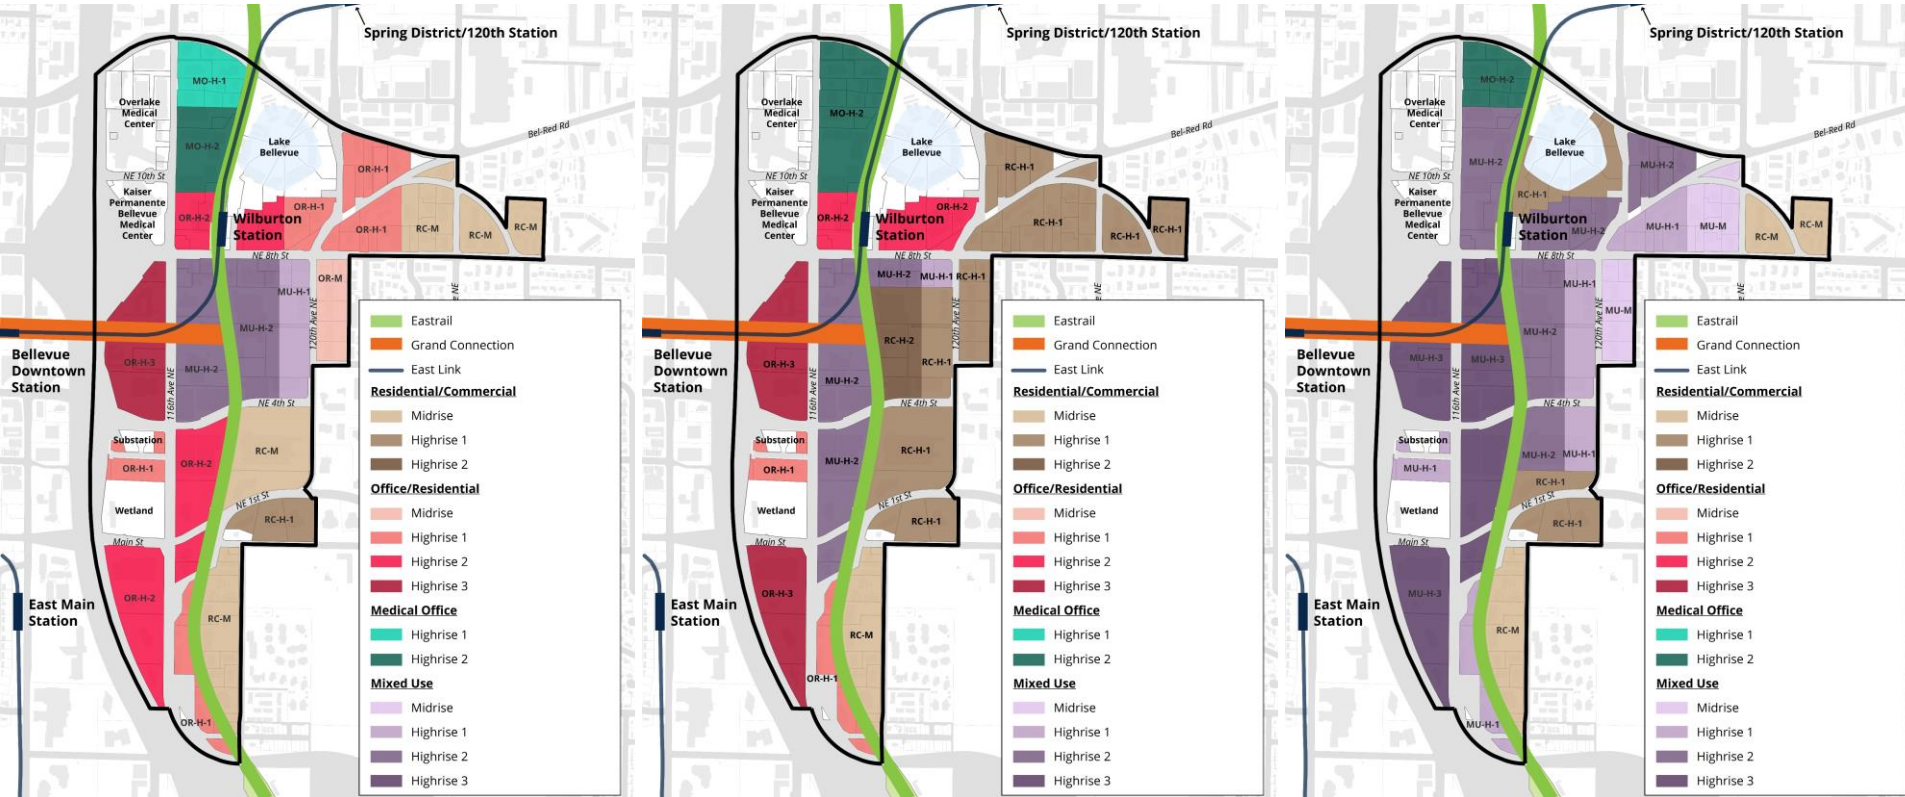 Spring District/120th Station
MO-H-1
Overlake
Medical
Center
MO-H-2
Lake
Bellevue
Bel-Red Rd
OR-H-1
NE 10th St
Kaiser
Permanente
Bellevue
Medical
Center
OR-H-2
OR-H-1
Wilburton
Station
OR-H-1
RC-M
RC-M
RC-M
NE 8th St
OR-M
MU-H-1
120th Ave NE
MU-H-2
OR-H-3
MU-H-2
Bellevue
Downtown
Station
116th Ave NE
NE 4th St
Substation
OR-H-1
OR-H-2
RC-M
Wetland
NE 1st St
RC-H-1
Main St
OR-H-2
East Main
Station
RC-M
OR-H-1
Eastrail
Grand Connection
East Link
Residential/Commercial
Midrise
Highrise 1
Highrise 2
Office/Residential
Midrise
Highrise 1
Highrise 2
Highrise 3
Medical Office
Highrise 1
Highrise 2
Mixed Use
Midrise
Highrise 1
Highrise 2
Highrise 3
Spring District/120th Station
Overlake
Medical
Center
MO-H-2
Lake
Bellevue
Bel-Red Rd
RC-H-1
NE 10th St
Kaiser
Permanente
Bellevue
Medical
Center
OR-H-2
OR-H-2
Wilburton
Station
RC-H-1
RC-H-1
RC-H-1
NE 8th St
MU-H-2
MU-H-1
RC-H-1
120th Ave NE
RC-H-2
RC-H-1
OR-H-3
MU-H-2
Bellevue
Downtown
Station
116th Ave NE
NE 4th St
Substation
OR-H-1
MU-H-2
RC-H-1
Wetland
NE 1st St
RC-H-1
Main St
OR-H-3
East Main
Station
RC-M
OR-H-1
Eastrail
Grand Connection
East Link
Residential/Commercial
Midrise
Highrise 1
Highrise 2
Office/Residential
Midrise
Highrise 1
Highrise 2
Highrise 3
Medical Office
Highrise 1
Highrise 2
Mixed Use
Midrise
Highrise 1
Highrise 2
Highrise 3
Spring District/120th Station
MO-H-2
Overlake
Medical
Center
Lake
Bellevue
Bel-Red Rd
MU-H-2
MU-H-2
NE 10th St
Kaiser
Permanente
Bellevue
Medical
Center
RC-H-1
Wilburton
Station
MU-H-2
MU-H-1
MU-M
RC-M
RC-M
NE 8th St
MU-H-1
120th Ave NE
MU-M
MU-H-2
MU-H-3
MU-H-3
Bellevue
Downtown
Station
116th Ave NE
NE 4th St
Substation
MU-H-1
MU-H-2
MU-H-1
RC-H-1
Wetland
NE 1st St
RC-H-1
Main St
MU-H-3
East Main
Station
RC-M
MU-H-1
Eastrail
Grand Connection
East Link
Residential/Commercial
Midrise
Highrise 1
Highrise 2
Office/Residential
Midrise
Highrise 1
Highrise 2
Highrise 3
Medical Office
Highrise 1
Highrise 2
Mixed Use
Midrise
Highrise 1
Highrise 2
Highrise 3